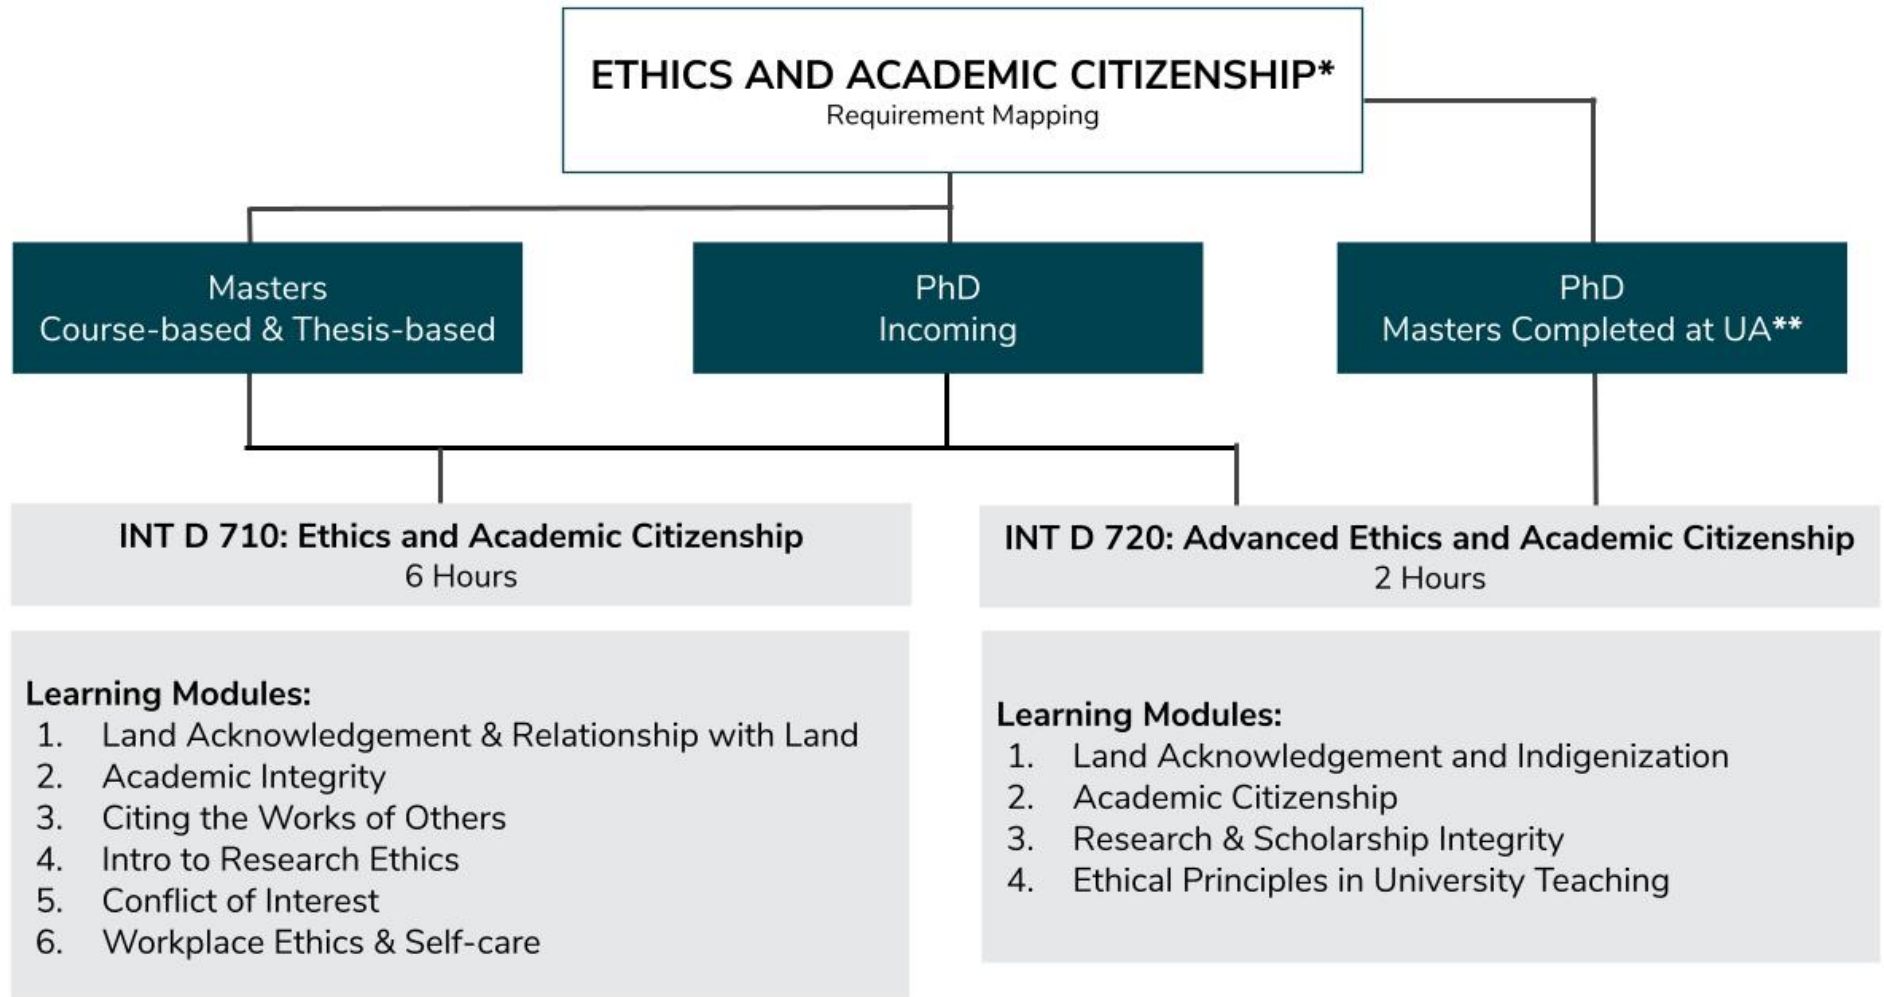 ETHICS AND ACADEMIC CITIZENSHIP*
Requirement Mapping
Masters
Course-based & Thesis-based
PhD
Incoming
PhD
Masters Completed at UA**
INT D 710: Ethics and Academic Citizenship
6 Hours
INT D 720: Advanced Ethics and Academic Citizenship
2 Hours
Learning Modules:
1. Land Acknowledgement & Relationship with Land
2. Academic Integrity
3. Citing the Works of Others
4. Intro to Research Ethics
5. Conflict of Interest
6. Workplace Ethics & Self-care
Learning Modules:
1. Land Acknowledgement and Indigenization
2. Academic Citizenship
3. Research & Scholarship Integrity
4. Ethical Principles in University Teaching